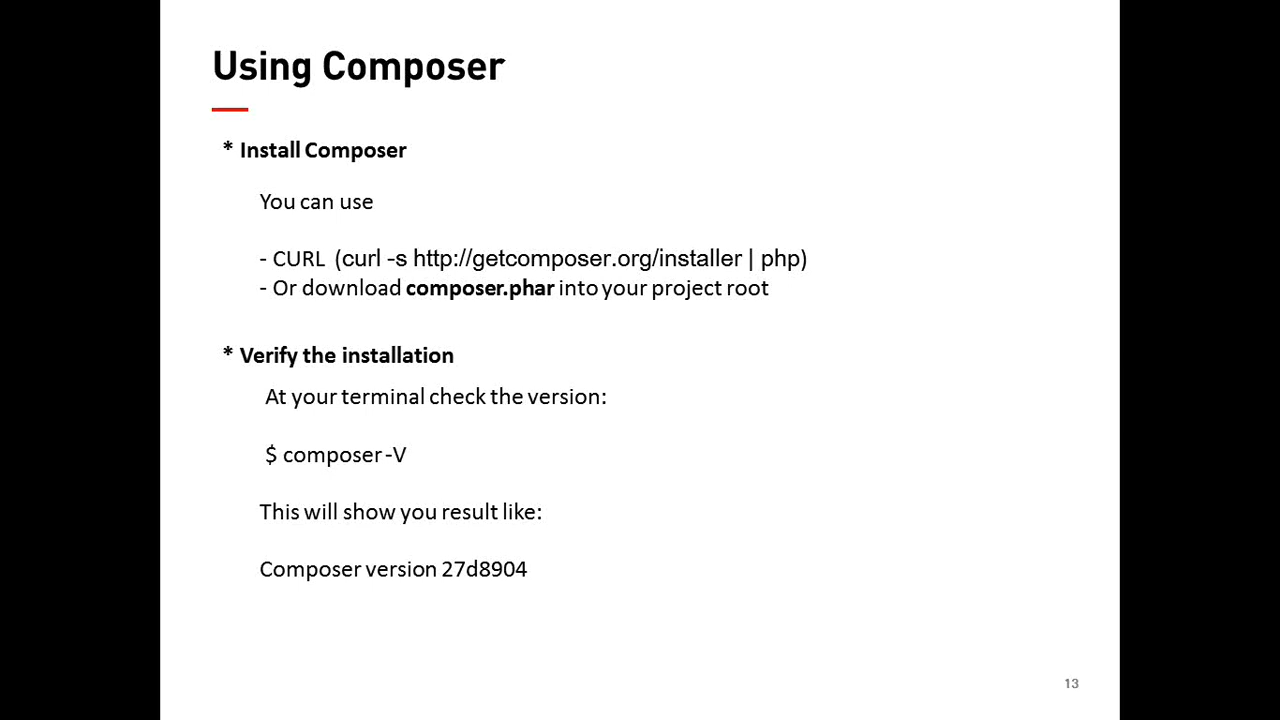 Using Composer
* Install Composer
You can use
- CURL (curl -s http://getcomposer.org/installer | php)
- Or download composer.phar into your project root
* Verify the installation
At your terminal check the version:
$ composer -V
This will show you result like:
Composer version 27d8904
13